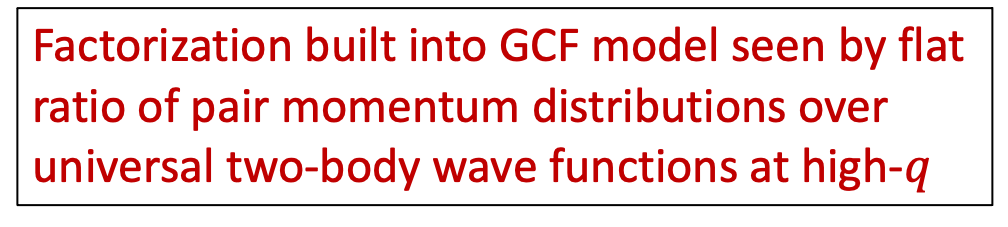 Factorization built into GCF model seen by flat
ratio of pair momentum distributions over
universal two-body wave functions at high-q